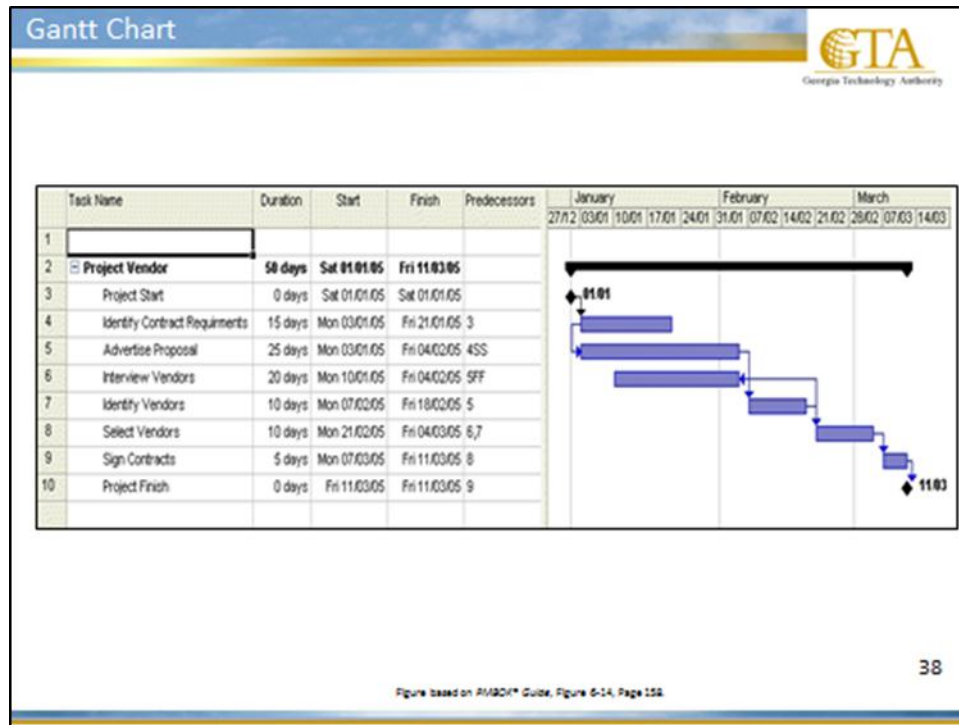 Gantt Chart
GTA
Georgia Technology Authority
Task Name Duration Start Finish Predecessors January February March
27/12 03/01 10/01 17/01 24/01 31/01 07/02 14/02 21/02 28/02 07/03 14/03
1
2 Project Vendor 50 days Sat 01/01/05 Fri 11/03/05
3 Project Start 0 days Sat 01/01/05 Sat 01/01/05 01/01
4 Identify Contract Requirments 15 days Mon 03/01/05 Fri 21/01/05 3
5 Advertise Proposal 25 days Mon 03/01/05 Fri 04/02/05 4SS
6 Interview Vendors 20 days Mon 10/01/05 Fri 04/02/05 5FF
7 Identify Vendors 10 days Mon 07/02/05 Fri 18/02/05 5
8 Select Vendors 10 days Mon 21/02/05 Fri 04/03/05 6,7
9 Sign Contracts 5 days Mon 07/03/05 Fri 11/03/05 8
10 Project Finish 0 days Fri 11/03/05 Fri 11/03/05 9 11/03
38
Figure based on PMBOK® Guide, Figure 6-14, Page 159.